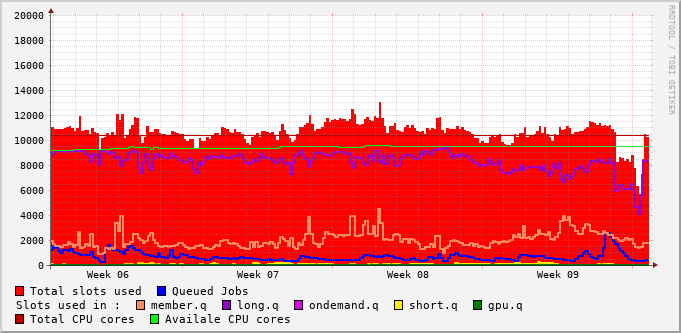 20000
18000
16000
14000
12000
10000
8000
6000
4000
2000
0
Week 06 Week 07 Week 08 Week 09
RRDTOOL / TOBI OETIKER
Total slots used Queued Jobs
Slots used in : member.q long.q ondemand.q short.q gpu.q
Total CPU cores Availale CPU cores